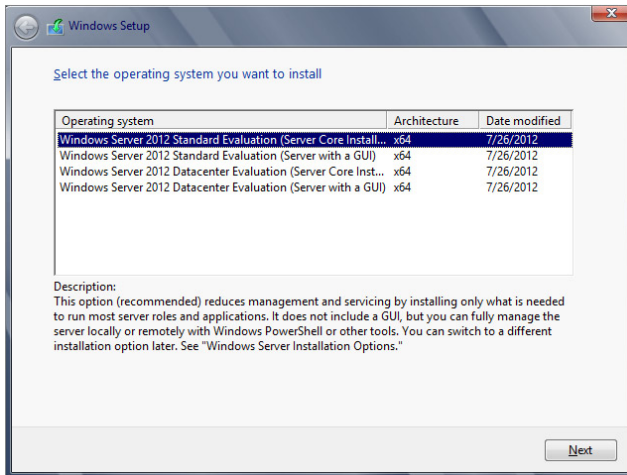 Windows Setup
Select the operating system you want to install
Operating system Architecture Date modified
Windows Server 2012 Standard Evaluation (Server Core Install... x64 7/26/2012
Windows Server 2012 Standard Evaluation (Server with a GUI) x64 7/26/2012
Windows Server 2012 Datacenter Evaluation (Server Core Inst... x64 7/26/2012
Windows Server 2012 Datacenter Evaluation (Server with a GUI) x64 7/26/2012
Description:
This option (recommended) reduces management and servicing by installing only what is needed
to run most server roles and applications. It does not include a GUI, but you can fully manage the
server locally or remotely with Windows PowerShell or other tools. You can switch to a different
installation option later. See "Windows Server Installation Options."
Next